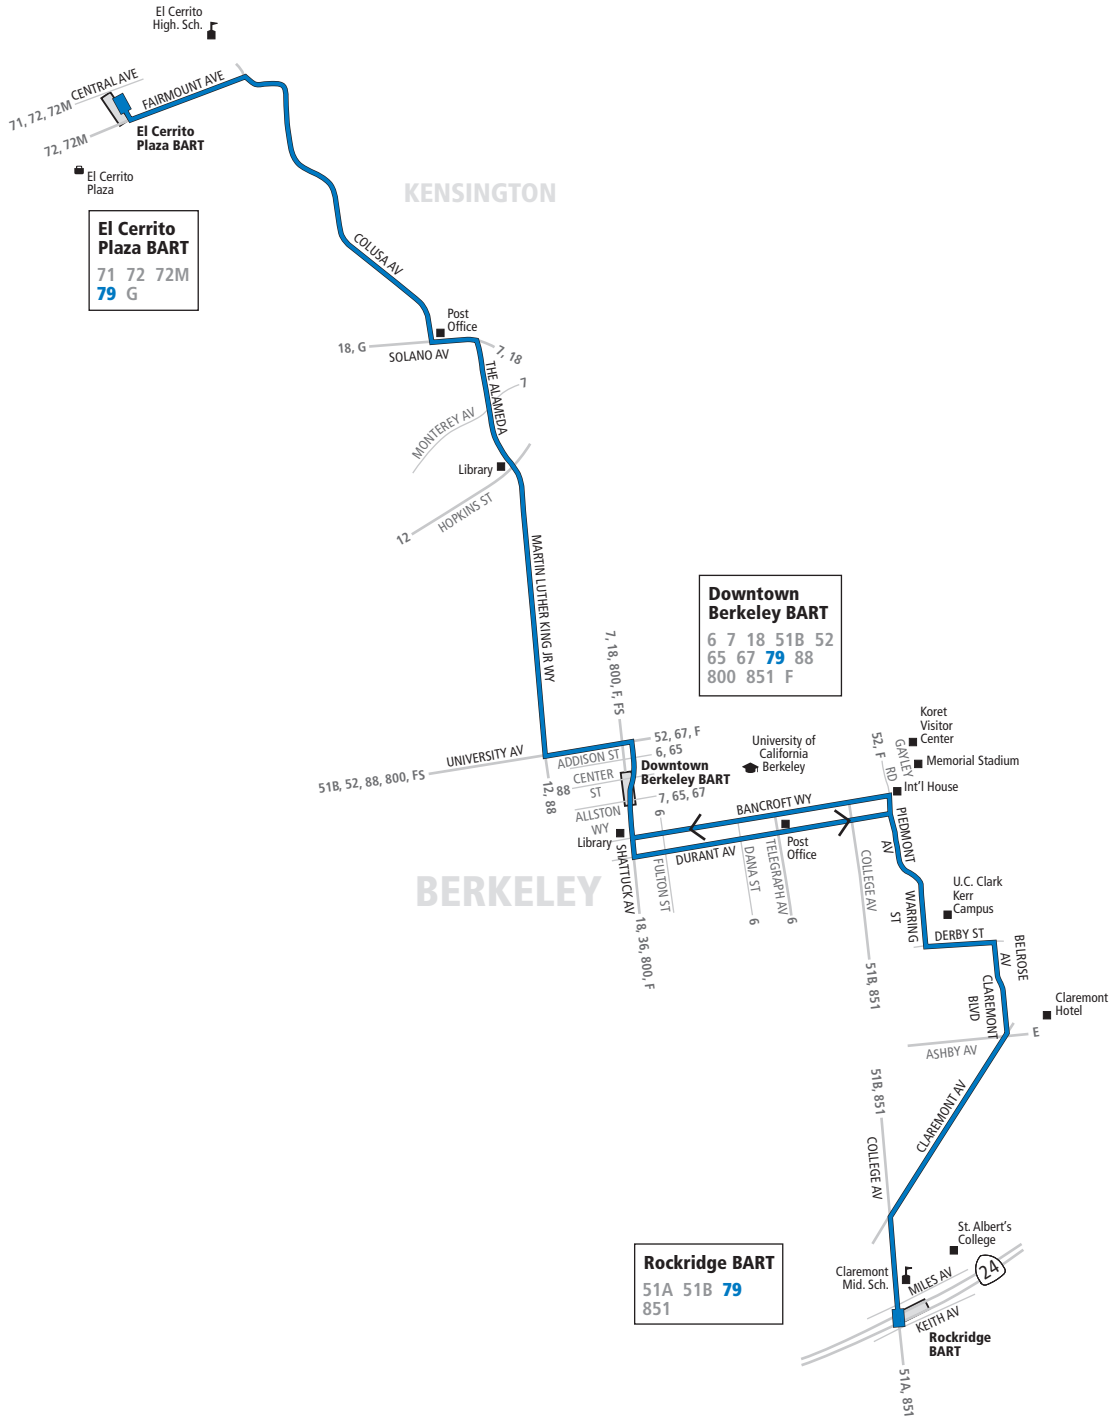 El Cerrito
High. Sch.
CENTRAL AVE
FAIRMOUNT AVE
71, 72, 72M
72, 72M
El Cerrito
Plaza BART
El Cerrito
Plaza
KENSINGTON
El Cerrito
Plaza BART
71 72 72M
79 G
COLUSA AV
Post
Office
18, G
SOLANO AV
7, 18
THE ALAMEDA
7
MONTEREY AV
Library
HOPKINS ST
12
MARTIN LUTHER KING JR WY
Downtown
Berkeley BART
6 7 18 51B 52
65 67 79 88
800 851 F
7, 18, 800, F, FS
UNIVERSITY AV
51B, 52, 88, 800, FS
52, 67, F
6, 65
ADDISON ST
Downtown
Berkeley BART
CENTER
ST
88
12, 88
7, 65, 67
ALLSTON
WY
6
Library
SHATTUCK AV
University of
California
Berkeley
52, F
GAYLEY
RD
Koret
Visitor
Center
Memorial Stadium
Int'l House
BANCROFT WY
DURANT AV
Post
Office
PIEDMONT
AV
FULTON ST
DANA ST
6
TELEGRAPH AV
6
COLLEGE AV
51B, 851
BERKELEY
18, 36, 800, F
WARRING
ST
U.C. Clark
Kerr
Campus
DERBY ST
BELROSE
AV
CLAREMONT
BLVD
Claremont
Hotel
E
ASHBY AV
51B, 851
CLAREMONT AV
COLLEGE AV
St. Albert's
College
Rockridge BART
51A 51B 79
851
Claremont
Mid. Sch.
MILES AV
24
KEITH AV
Rockridge
BART
51A, 851